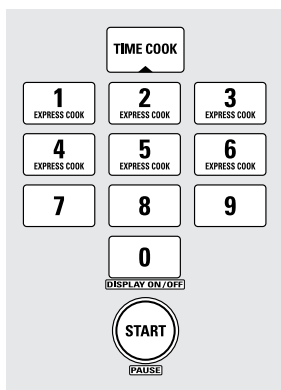 TIME COOK
1
EXPRESS COOK
2
EXPRESS COOK
3
EXPRESS COOK
4
EXPRESS COOK
5
EXPRESS COOK
6
EXPRESS COOK
7
8
9
0
DISPLAY ON/OFF
START
PAUSE